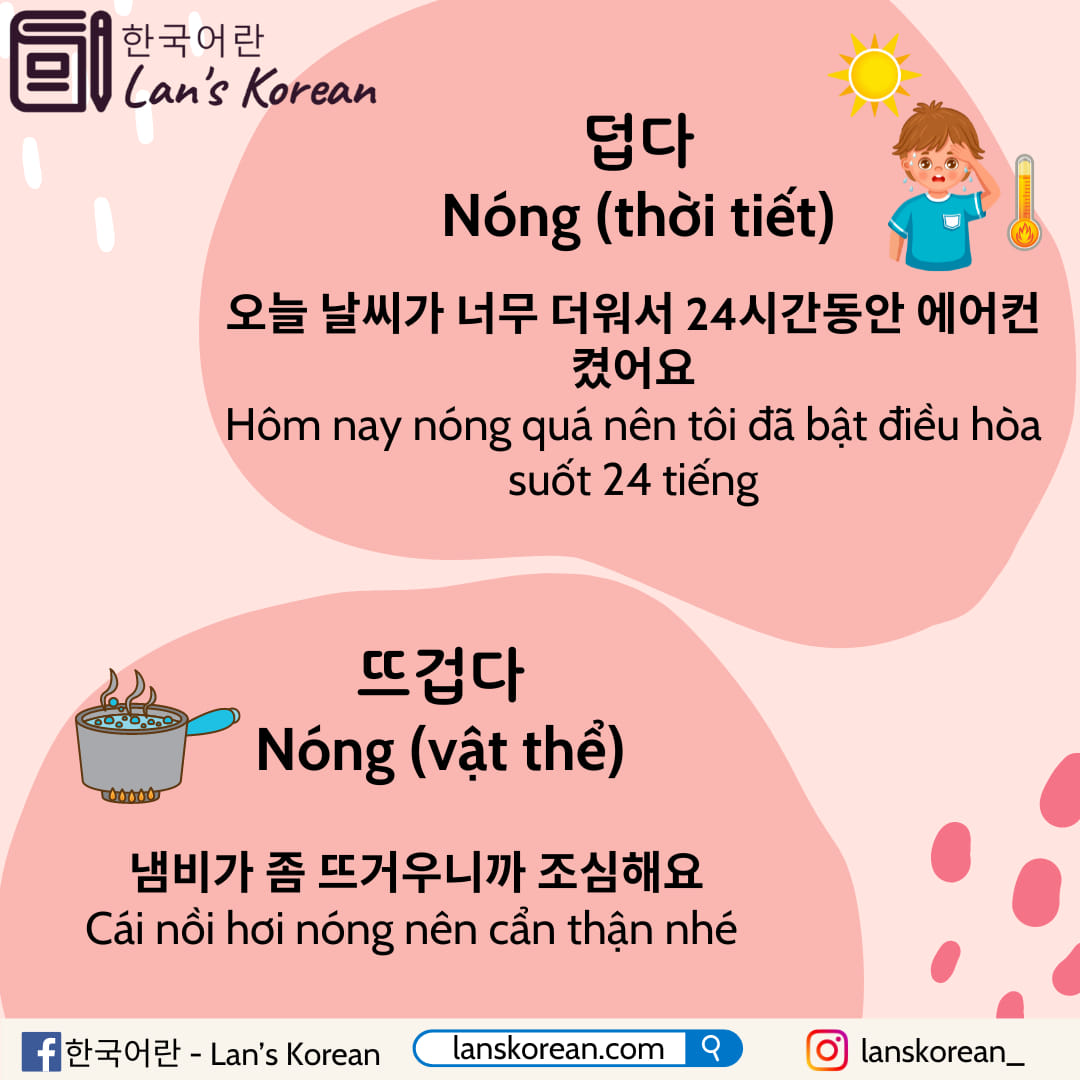 한국어란
Lan's Korean
덥다
Nóng (thời tiết)
오늘 날씨가 너무 더워서 24시간동안 에어컨
켰어요
Hôm nay nóng quá nên tôi đã bật điều hòa
suốt 24 tiếng
뜨겁다
Nóng (vật thể)
냄비가 좀 뜨거우니까 조심해요
Cái nồi hơi nóng nên cẩn thận nhé
한국어란 - Lan's Korean
lanskorean.com
lanskorean_